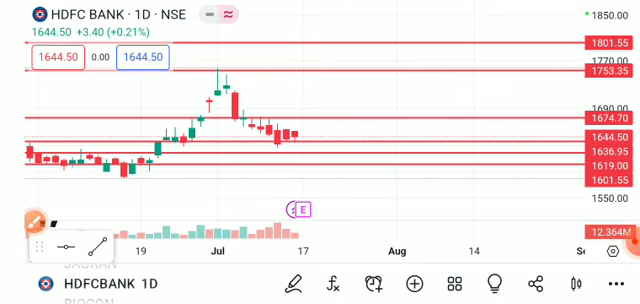 HDFC BANK · 1D · NSE
1850.00
1644.50 +3.40 (+0.21%)
1801.55
1644.50 0.00 1644.50
1770.00
1753.35
1690.00
1674.70
1644.50
1636.95
1619.00
1601.55
1550.00
E
12.364M
19 Jul 17 Aug 14
HDFCBANK 1D
BIOCON